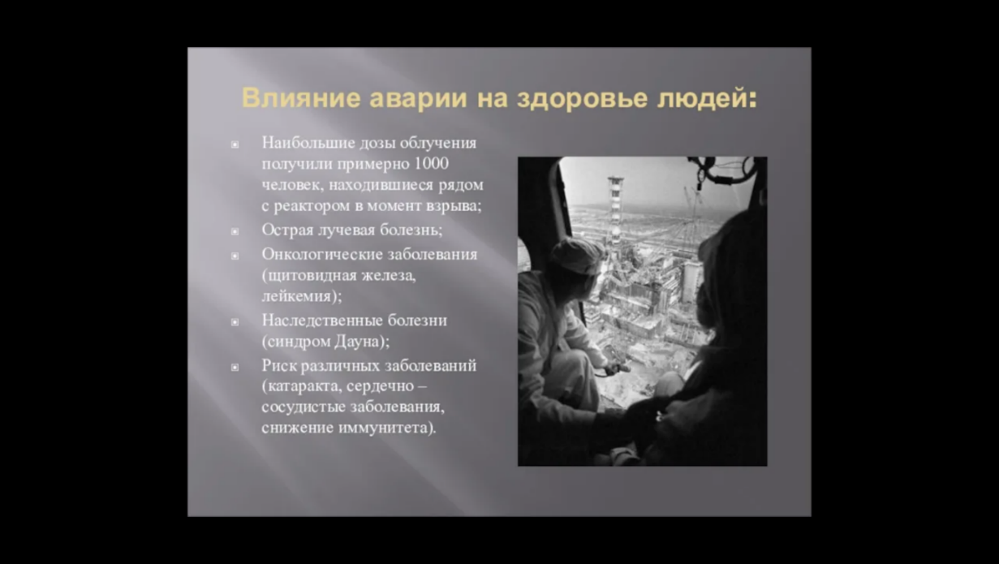 Влияние аварии на здоровье людей:
Наибольшие дозы облучения
получили примерно 1000
человек, находившиеся рядом
с реактором в момент взрыва;
Острая лучевая болезнь;
Онкологические заболевания
(щитовидная железа,
лейкемия);
Наследственные болезни
(синдром Дауна);
Риск различных заболеваний
(катаракта, сердечно –
сосудистые заболевания,
снижение иммунитета).